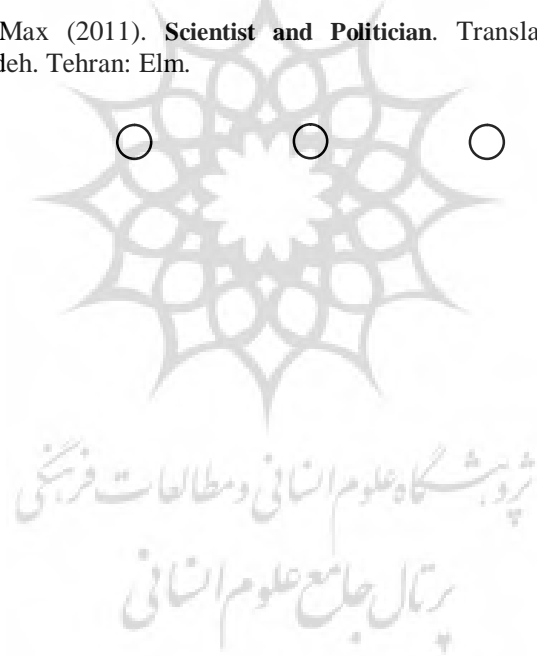 Max (2011). Scientist and Politician. Transla
deh. Tehran: Elm.
پژوهشگاه علوم انسانی و مطالعات فرهنگی
پرتال جامع علوم انسانی